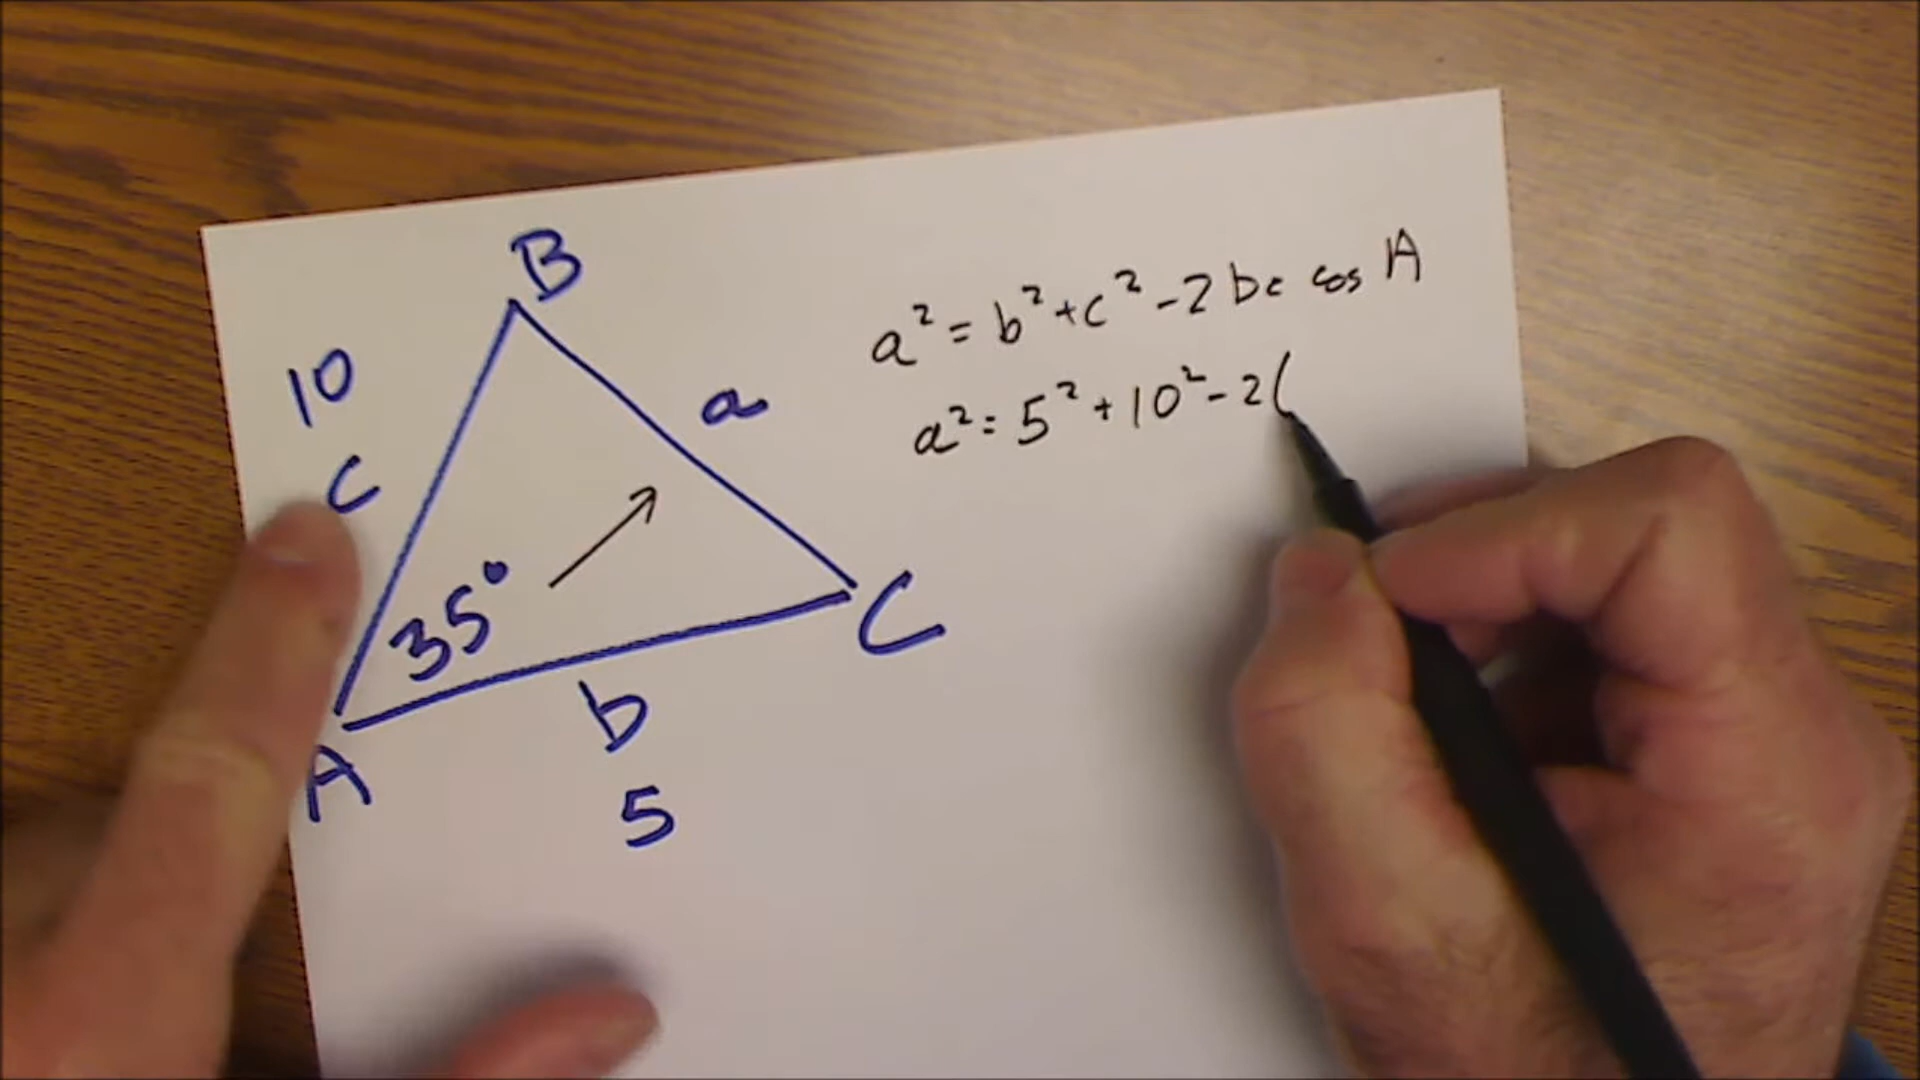 B
10
c
a
35°
C
b
A
5
a² = b² + c² - 2bc cos A
a² = 5² + 10² - 2(